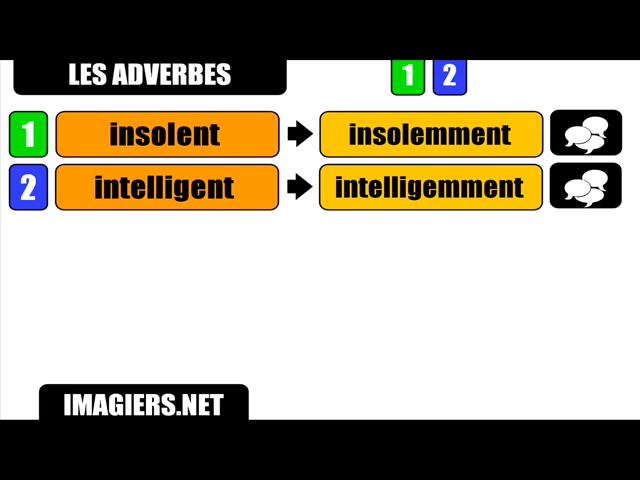 LES ADVERBES 1 2
1 insolent insolemment
2 intelligent intelligemment
IMAGIERS.NET